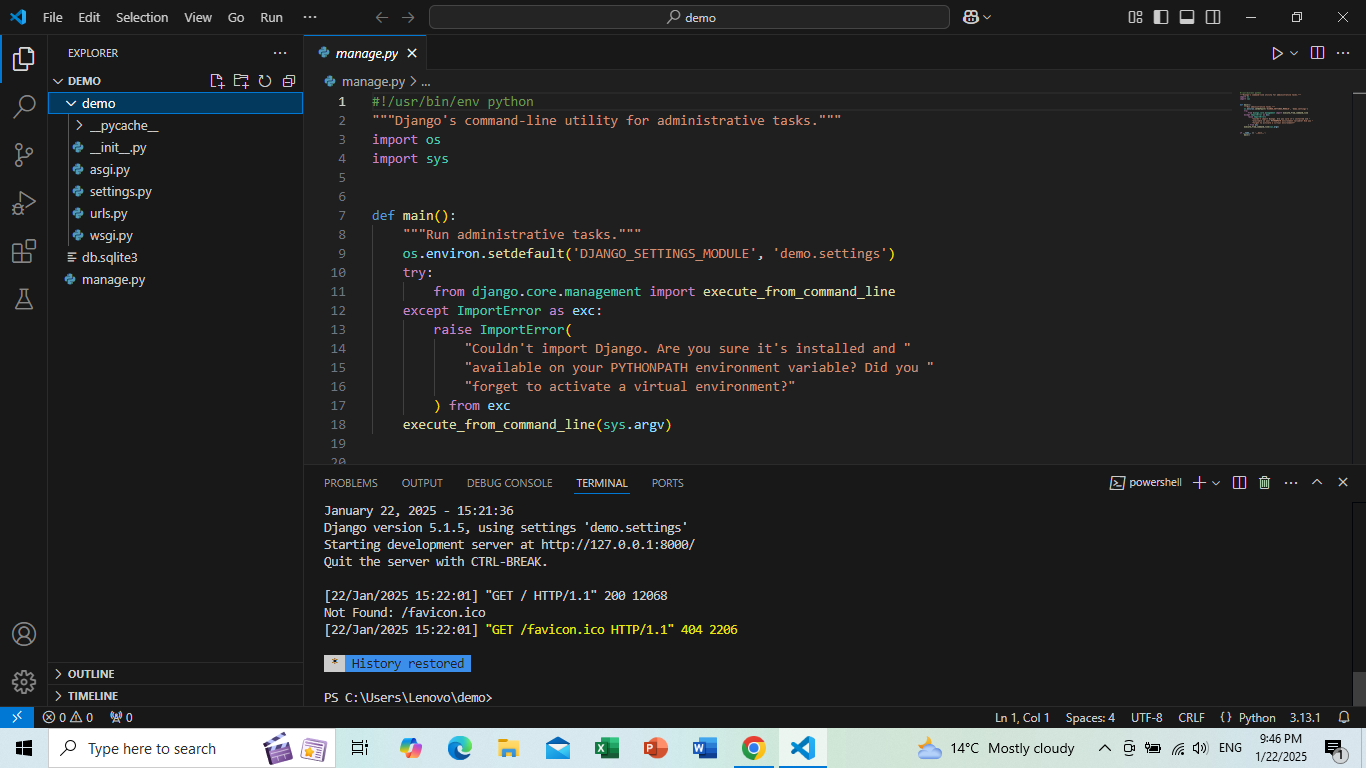 File Edit Selection View Go Run ···
demo
EXPLORER
DEMO
demo
__pycache__
__init__.py
asgi.py
settings.py
urls.py
wsgi.py
db.sqlite3
manage.py
OUTLINE
TIMELINE
manage.py
manage.py > ...
1 #!/usr/bin/env python
2 """Django's command-line utility for administrative tasks."""
3 import os
4 import sys
5
6
7 def main():
8 """Run administrative tasks."""
9 os.environ.setdefault('DJANGO_SETTINGS_MODULE', 'demo.settings')
10 try:
11 from django.core.management import execute_from_command_line
12 except ImportError as exc:
13 raise ImportError(
14 "Couldn't import Django. Are you sure it's installed and "
15 "available on your PYTHONPATH environment variable? Did you "
16 "forget to activate a virtual environment?"
17 ) from exc
18 execute_from_command_line(sys.argv)
19
20
PROBLEMS OUTPUT DEBUG CONSOLE TERMINAL PORTS
powershell
January 22, 2025 - 15:21:36
Django version 5.1.5, using settings 'demo.settings'
Starting development server at http://127.0.0.1:8000/
Quit the server with CTRL-BREAK.
[22/Jan/2025 15:22:01] "GET / HTTP/1.1" 200 12068
Not Found: /favicon.ico
[22/Jan/2025 15:22:01] "GET /favicon.ico HTTP/1.1" 404 2206
* History restored
PS C:\Users\Lenovo\demo>
0 0 0
Ln 1, Col 1 Spaces: 4 UTF-8 CRLF {} Python 3.13.1
Type here to search
14°C Mostly cloudy
ENG
9:46 PM
1/22/2025
1